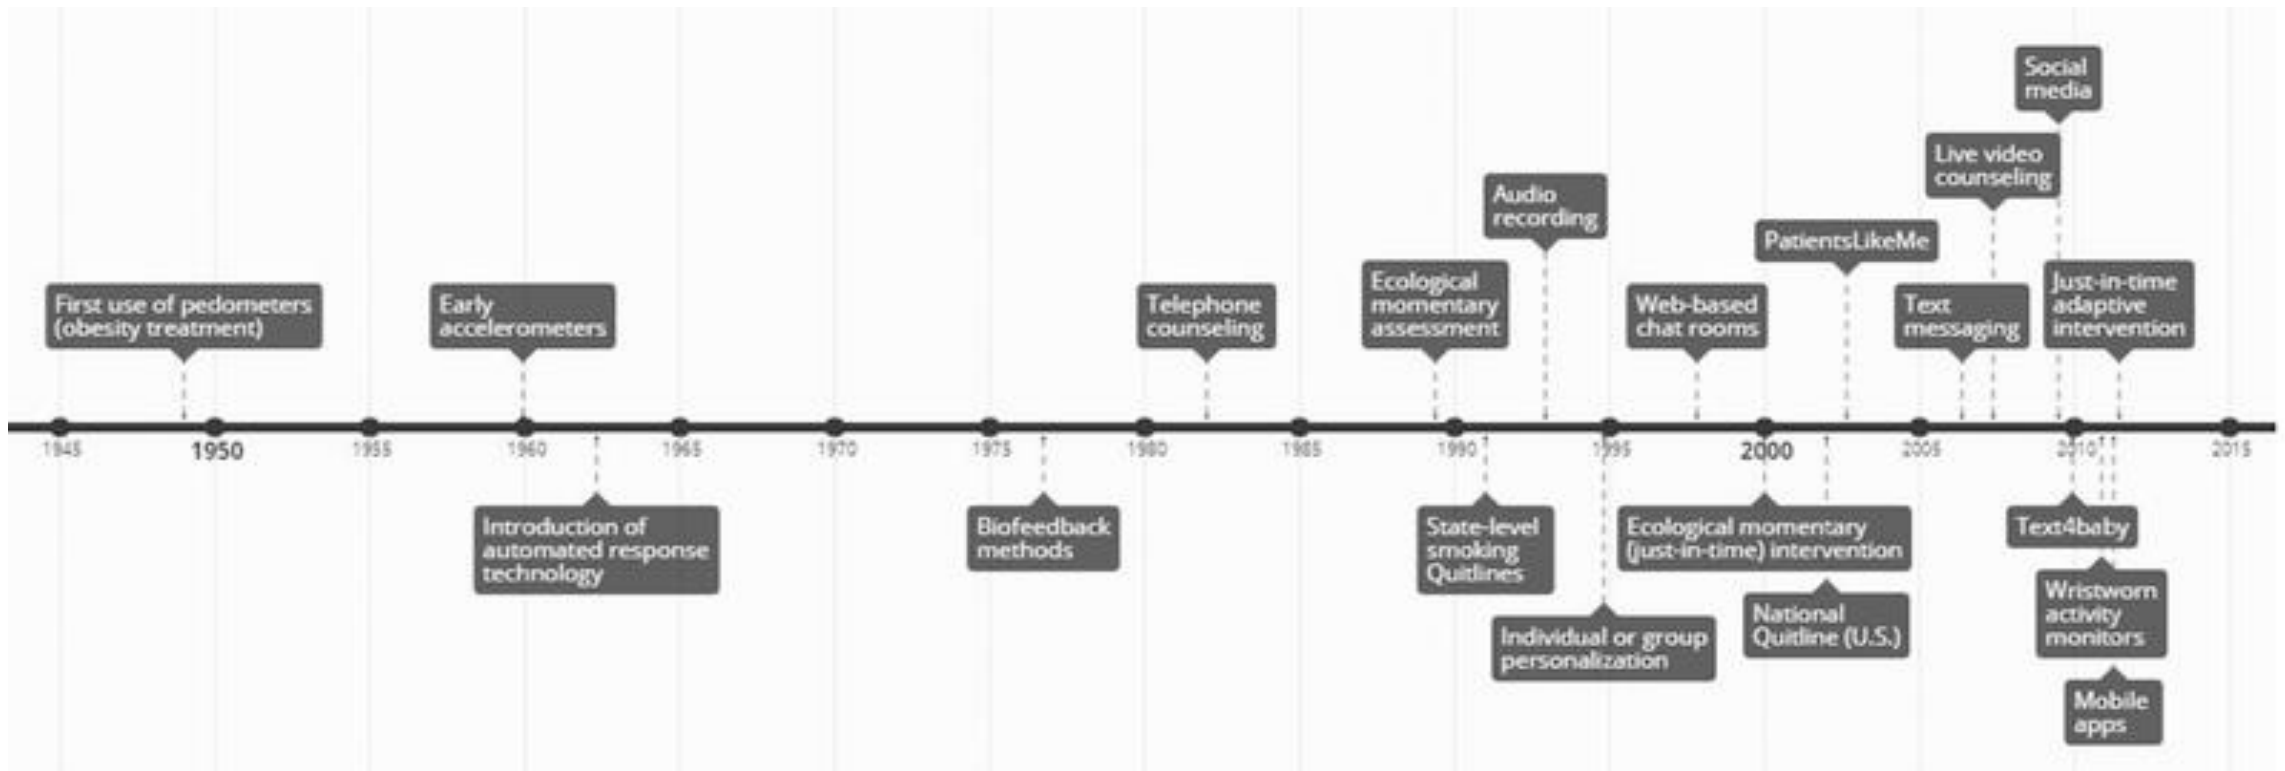 Social
media
Live video
counseling
Audio
recording
PatientsLikeMe
Ecological
momentary
assessment
Just-in-time
adaptive
intervention
First use of pedometers
(obesity treatment)
Early
accelerometers
Telephone
counseling
Web-based
chat rooms
Text
messaging
1945 1950 1955 1960 1965 1970 1975 1980 1985 1990 1995 2000 2005 2010 2015
Introduction of
automated response
technology
Biofeedback
methods
State-level
smoking
Quitlines
Ecological momentary
(just-in-time) intervention
Text4baby
Individual or group
personalization
National
Quitline (U.S.)
Wristworn
activity
monitors
Mobile
apps